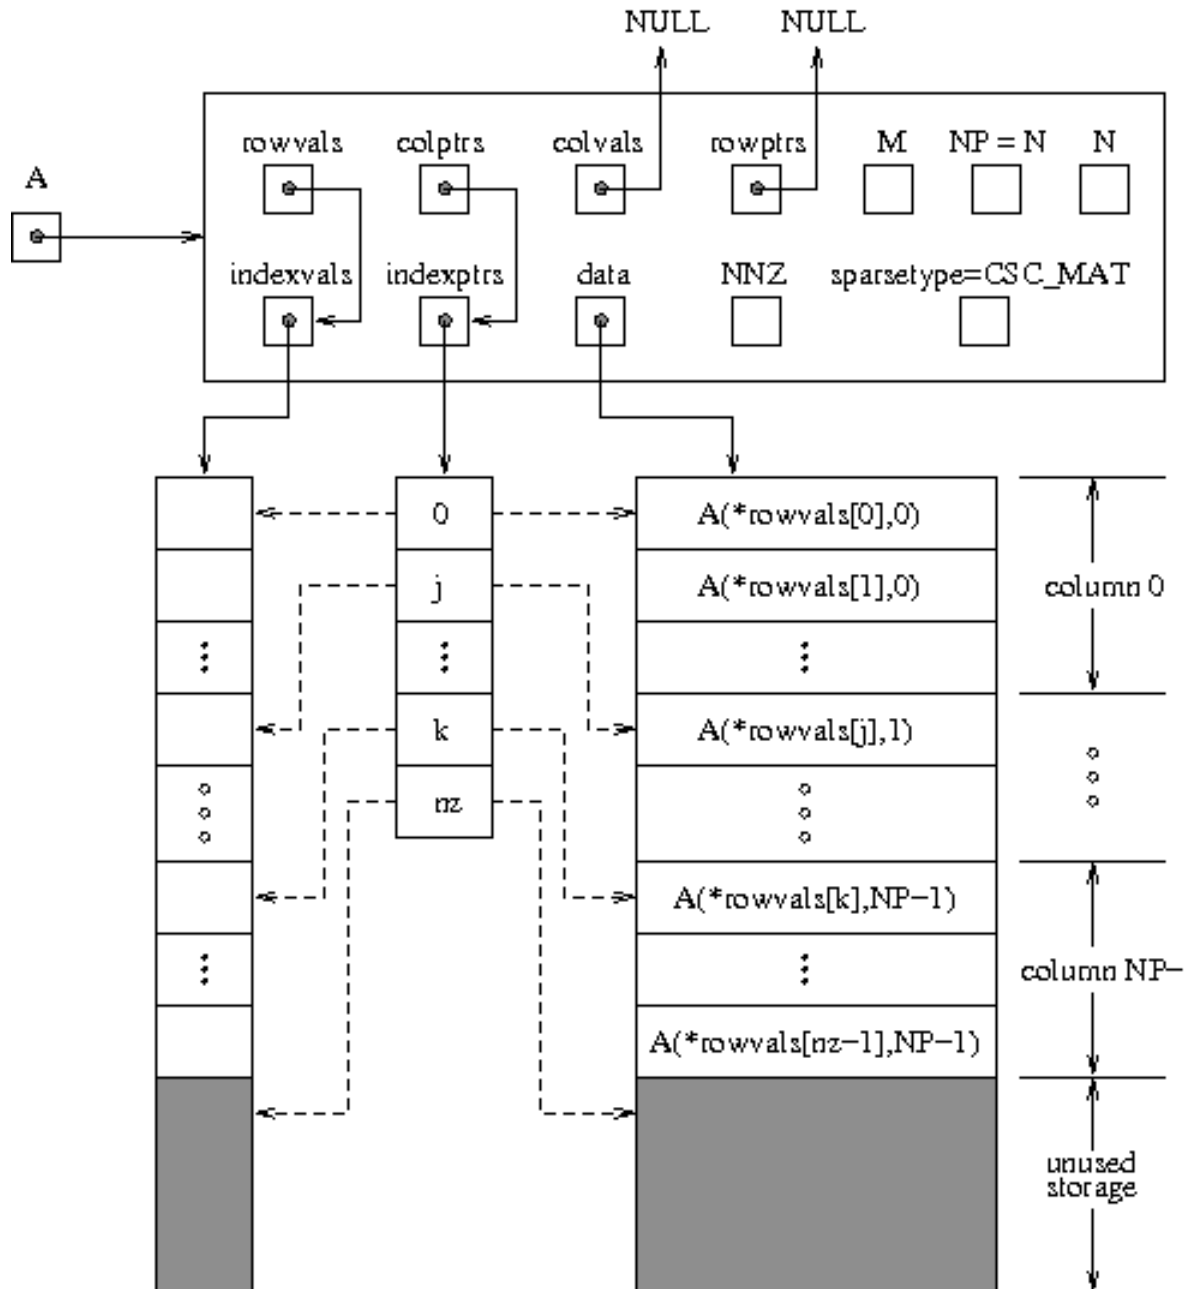 NULL NULL
rowvals colptrs colvals rowptrs M NP = N N
A
indexvals indexptrs data NNZ sparsetype=CSC_MAT
0 A(*rowvals[0],0)
j A(*rowvals[1],0) column 0
k A(*rowvals[j],1)
nz
A(*rowvals[k],NP−1)
column NP−
A(*rowvals[nz−1],NP−1)
unused
storage